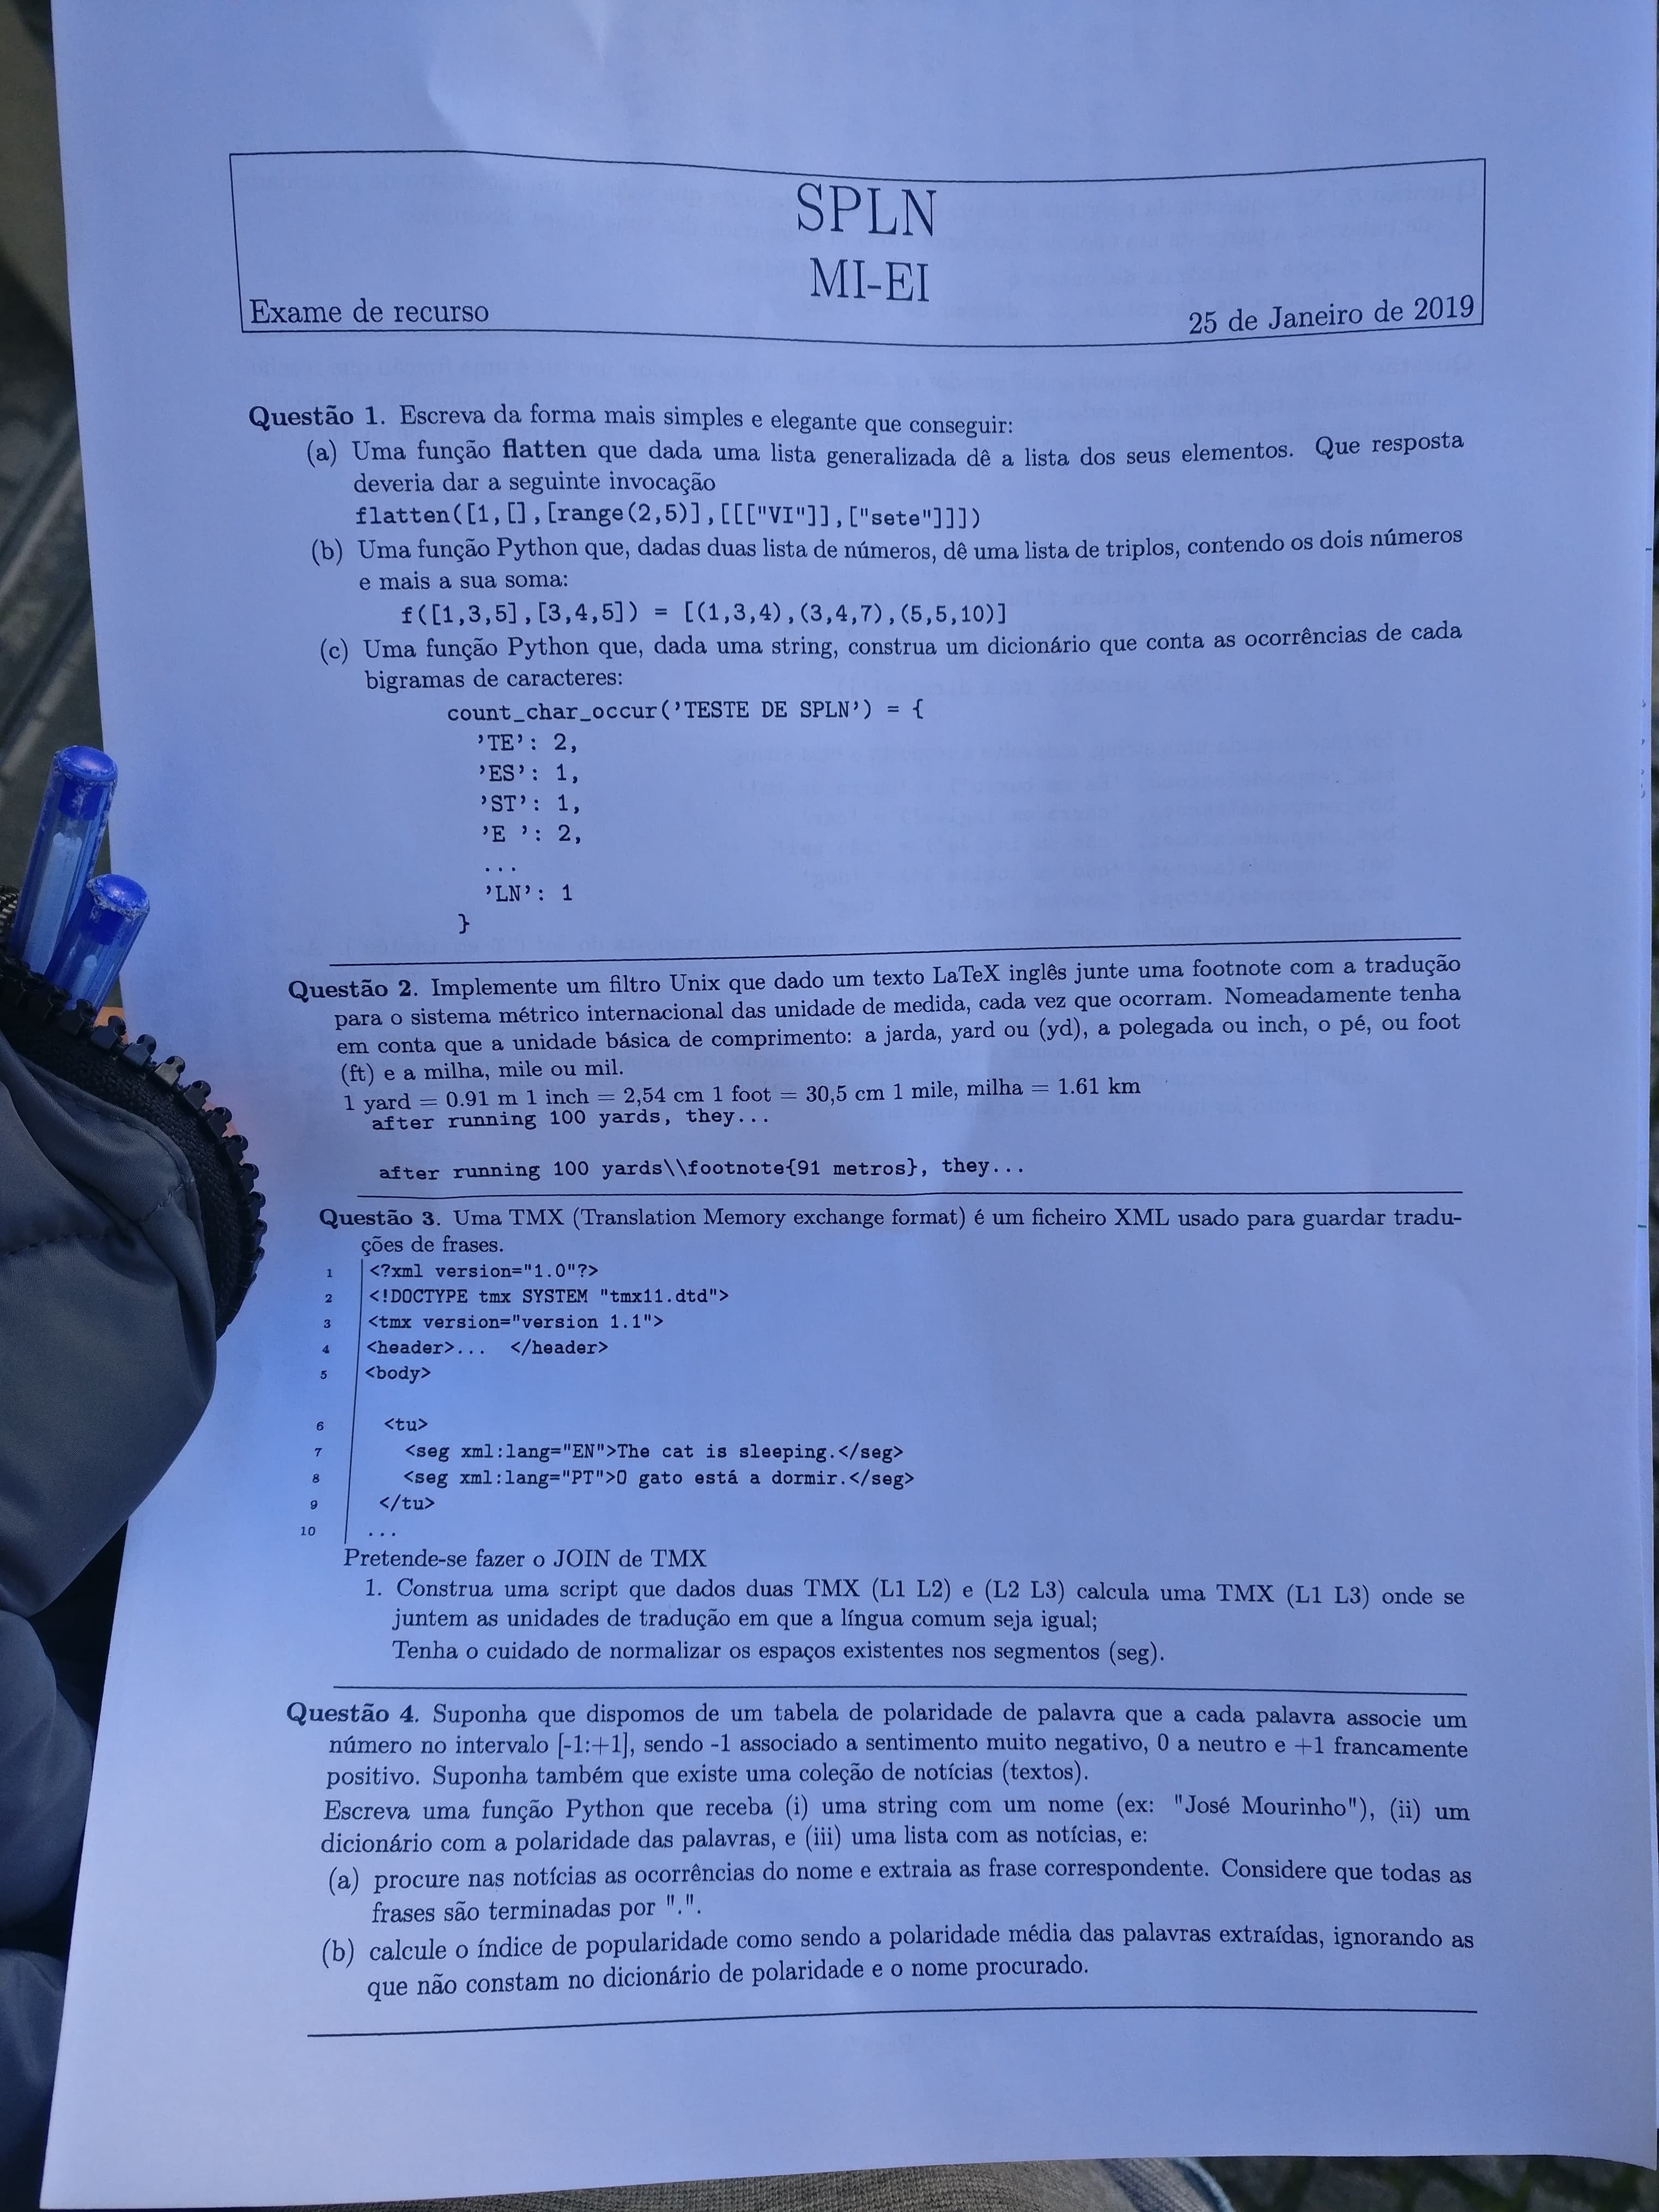 SPLN
MI-EI
Exame de recurso
25 de Janeiro de 2019
Questão 1. Escreva da forma mais simples e elegante que conseguir:
(a) Uma função flatten que dada uma lista generalizada dê a lista dos seus elementos. Que resposta
deveria dar a seguinte invocação
flatten([1,[],[range(2,5)],[[["VI"]],["sete"]]])
(b) Uma função Python que, dadas duas lista de números, dê uma lista de triplos, contendo os dois números
e mais a sua soma:
f([1,3,5],[3,4,5]) = [(1,3,4),(3,4,7),(5,5,10)]
(c) Uma função Python que, dada uma string, construa um dicionário que conta as ocorrências de cada
bigramas de caracteres:
count_char_occur('TESTE DE SPLN') = {
'TE': 2,
'ES': 1,
'ST': 1,
'E ': 2,
...
'LN': 1
}
Questão 2. Implemente um filtro Unix que dado um texto LaTeX inglês junte uma footnote com a tradução
para o sistema métrico internacional das unidade de medida, cada vez que ocorram. Nomeadamente tenha
em conta que a unidade básica de comprimento: a jarda, yard ou (yd), a polegada ou inch, o pé, ou foot
(ft) e a milha, mile ou mil.
1 yard = 0.91 m 1 inch = 2,54 cm 1 foot = 30,5 cm 1 mile, milha = 1.61 km
after running 100 yards, they...
after running 100 yards\\footnote{91 metros}, they...
Questão 3. Uma TMX (Translation Memory exchange format) é um ficheiro XML usado para guardar tradu-
ções de frases.
1 <?xml version="1.0"?>
2 <!DOCTYPE tmx SYSTEM "tmx11.dtd">
3 <tmx version="version 1.1">
4 <header>... </header>
5 <body>
6 <tu>
7 <seg xml:lang="EN">The cat is sleeping.</seg>
8 <seg xml:lang="PT">O gato está a dormir.</seg>
9 </tu>
10 ...
Pretende-se fazer o JOIN de TMX
1. Construa uma script que dados duas TMX (L1 L2) e (L2 L3) calcula uma TMX (L1 L3) onde se
juntem as unidades de tradução em que a língua comum seja igual;
Tenha o cuidado de normalizar os espaços existentes nos segmentos (seg).
Questão 4. Suponha que dispomos de um tabela de polaridade de palavra que a cada palavra associe um
número no intervalo [-1:+1], sendo -1 associado a sentimento muito negativo, 0 a neutro e +1 francamente
positivo. Suponha também que existe uma coleção de notícias (textos).
Escreva uma função Python que receba (i) uma string com um nome (ex: "José Mourinho"), (ii) um
dicionário com a polaridade das palavras, e (iii) uma lista com as notícias, e:
(a) procure nas notícias as ocorrências do nome e extraia as frase correspondente. Considere que todas as
frases são terminadas por ".".
(b) calcule o índice de popularidade como sendo a polaridade média das palavras extraídas, ignorando as
que não constam no dicionário de polaridade e o nome procurado.